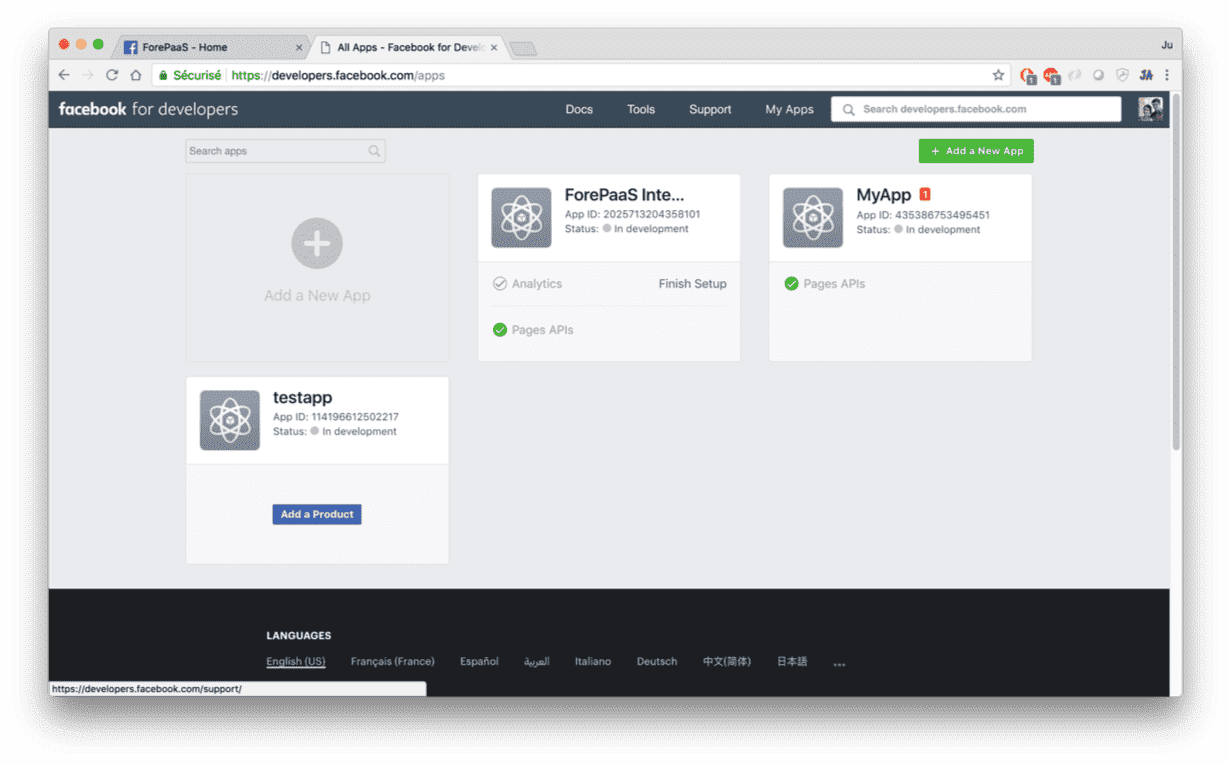 Ju
ForePaaS - Home
All Apps - Facebook for Develo
Sécurisé https://developers.facebook.com/apps
facebook for developers
Docs Tools Support My Apps Search developers.facebook.com
Search apps
+ Add a New App
Add a New App
ForePaaS Inte...
App ID: 2025713204358101
Status: In development
Analytics Finish Setup
Pages APIs
MyApp 1
App ID: 435386753495451
Status: In development
Pages APIs
testapp
App ID: 114196612502217
Status: In development
Add a Product
LANGUAGES
English (US) Français (France) Español العربية Italiano Deutsch 中文(简体) 日本語 ...
https://developers.facebook.com/support/